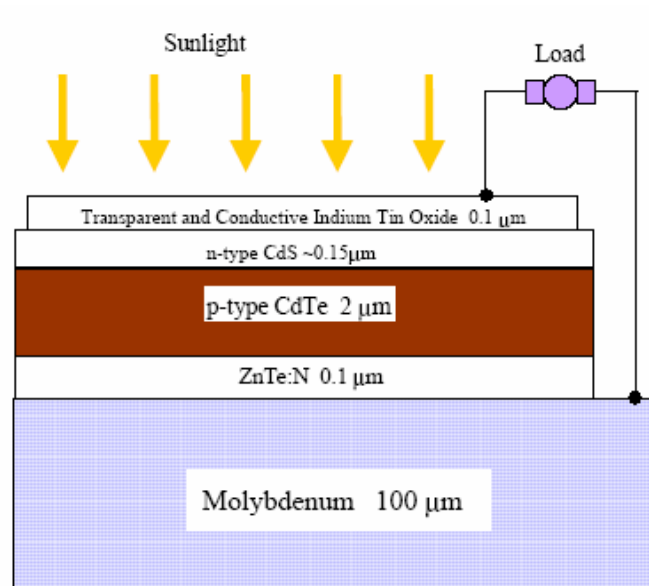 Sunlight
Load
Transparent and Conductive Indium Tin Oxide 0.1 μm
n-type CdS ~0.15μm
p-type CdTe 2 μm
ZnTe:N 0.1 μm
Molybdenum 100 μm